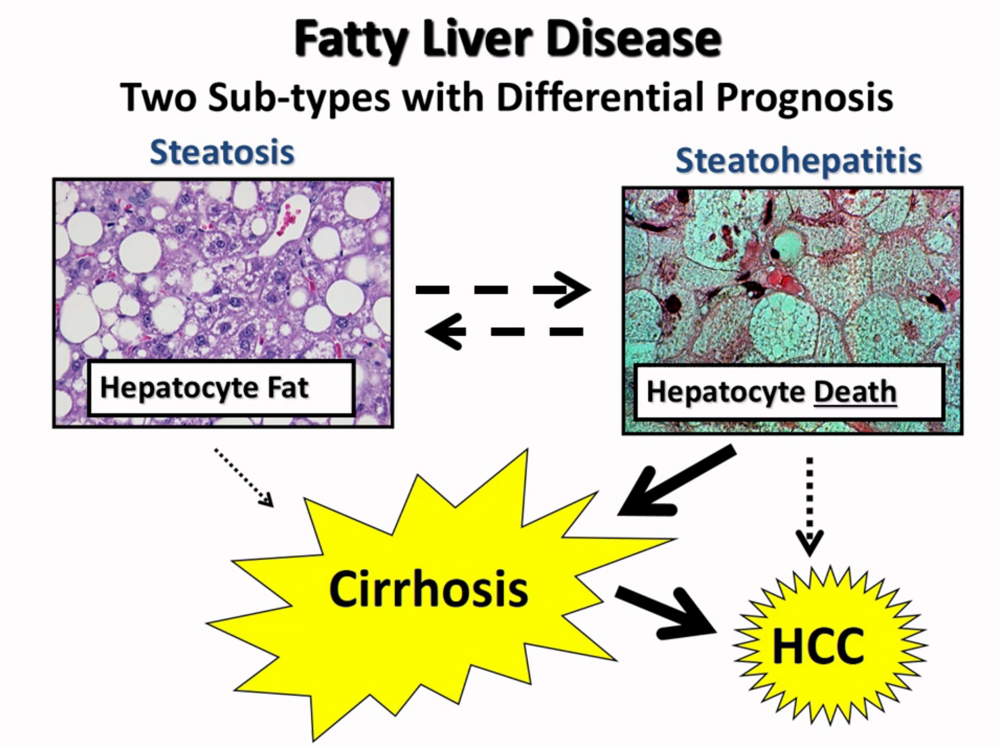 Fatty Liver Disease
Two Sub-types with Differential Prognosis
Steatosis
Steatohepatitis
Hepatocyte Fat
Hepatocyte Death
Cirrhosis
HCC